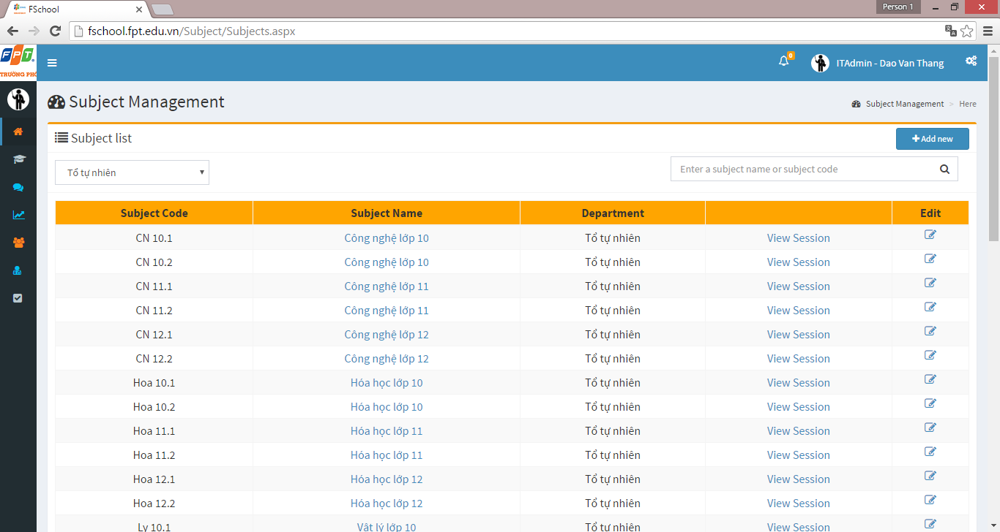 FSchool
Person 1
fschool.fpt.edu.vn/Subject/Subjects.aspx
FPT
TRƯỜNG PHỔ
0
ITAdmin - Dao Van Thang
Subject Management
Subject Management > Here
Subject list
Add new
Tổ tự nhiên
Enter a subject name or subject code
Subject Code Subject Name Department Edit
CN 10.1 Công nghệ lớp 10 Tổ tự nhiên View Session
CN 10.2 Công nghệ lớp 10 Tổ tự nhiên View Session
CN 11.1 Công nghệ lớp 11 Tổ tự nhiên View Session
CN 11.2 Công nghệ lớp 11 Tổ tự nhiên View Session
CN 12.1 Công nghệ lớp 12 Tổ tự nhiên View Session
CN 12.2 Công nghệ lớp 12 Tổ tự nhiên View Session
Hoa 10.1 Hóa học lớp 10 Tổ tự nhiên View Session
Hoa 10.2 Hóa học lớp 10 Tổ tự nhiên View Session
Hoa 11.1 Hóa học lớp 11 Tổ tự nhiên View Session
Hoa 11.2 Hóa học lớp 11 Tổ tự nhiên View Session
Hoa 12.1 Hóa học lớp 12 Tổ tự nhiên View Session
Hoa 12.2 Hóa học lớp 12 Tổ tự nhiên View Session
Ly 10.1 Vật lý lớp 10 Tổ tự nhiên View Session